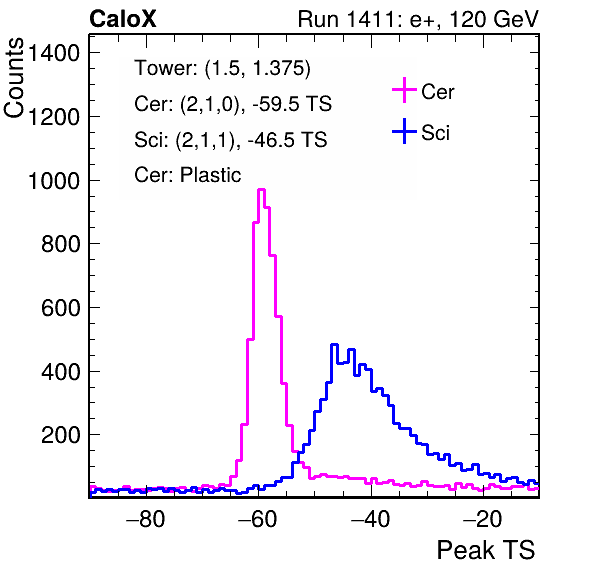 CaloX Run 1411: e+, 120 GeV
Counts
Tower: (1.5, 1.375)
Cer: (2,1,0), -59.5 TS
Sci: (2,1,1), -46.5 TS
Cer: Plastic
Cer
Sci
1400
1200
1000
800
600
400
200
−80 −60 −40 −20
Peak TS